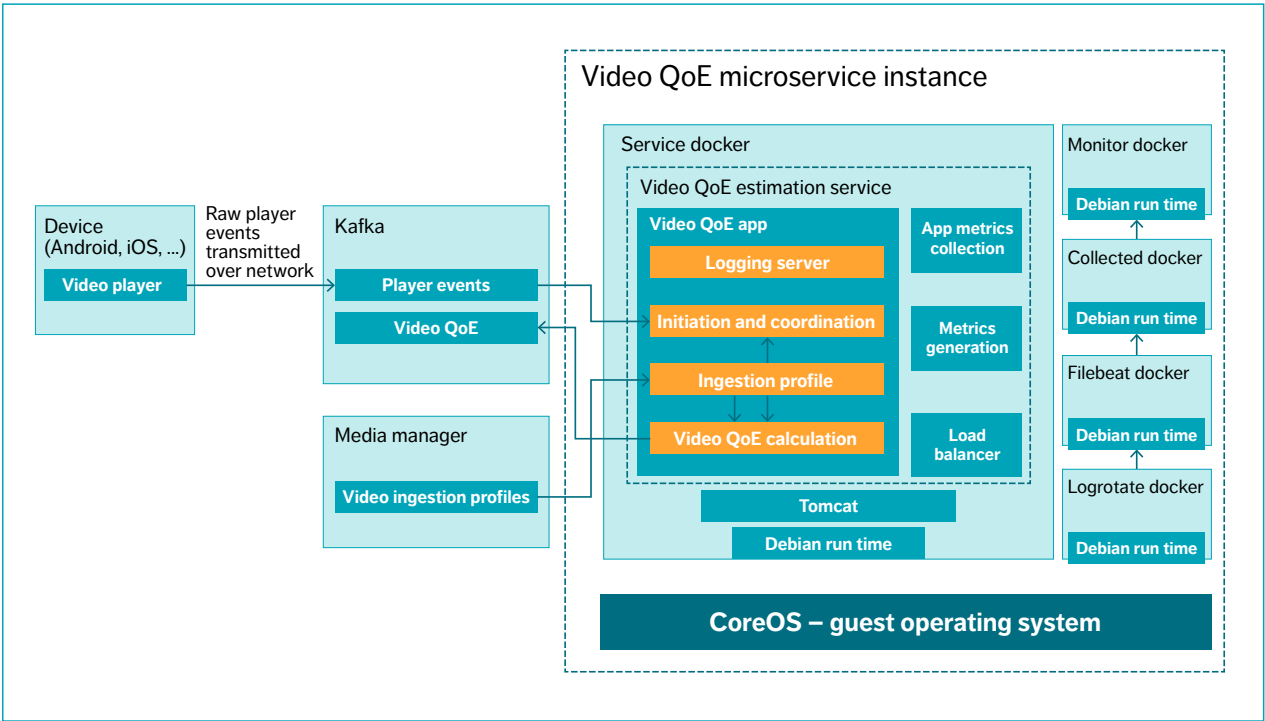 Video QoE microservice instance
Device
(Android, iOS, ...)
Video player
Raw player
events
transmitted
over network
Kafka
Player events
Video QoE
Media manager
Video ingestion profiles
Service docker
Video QoE estimation service
Video QoE app
Logging server
Initiation and coordination
Ingestion profile
Video QoE calculation
App metrics
collection
Metrics
generation
Load
balancer
Tomcat
Debian run time
Monitor docker
Debian run time
Collected docker
Debian run time
Filebeat docker
Debian run time
Logrotate docker
Debian run time
CoreOS – guest operating system